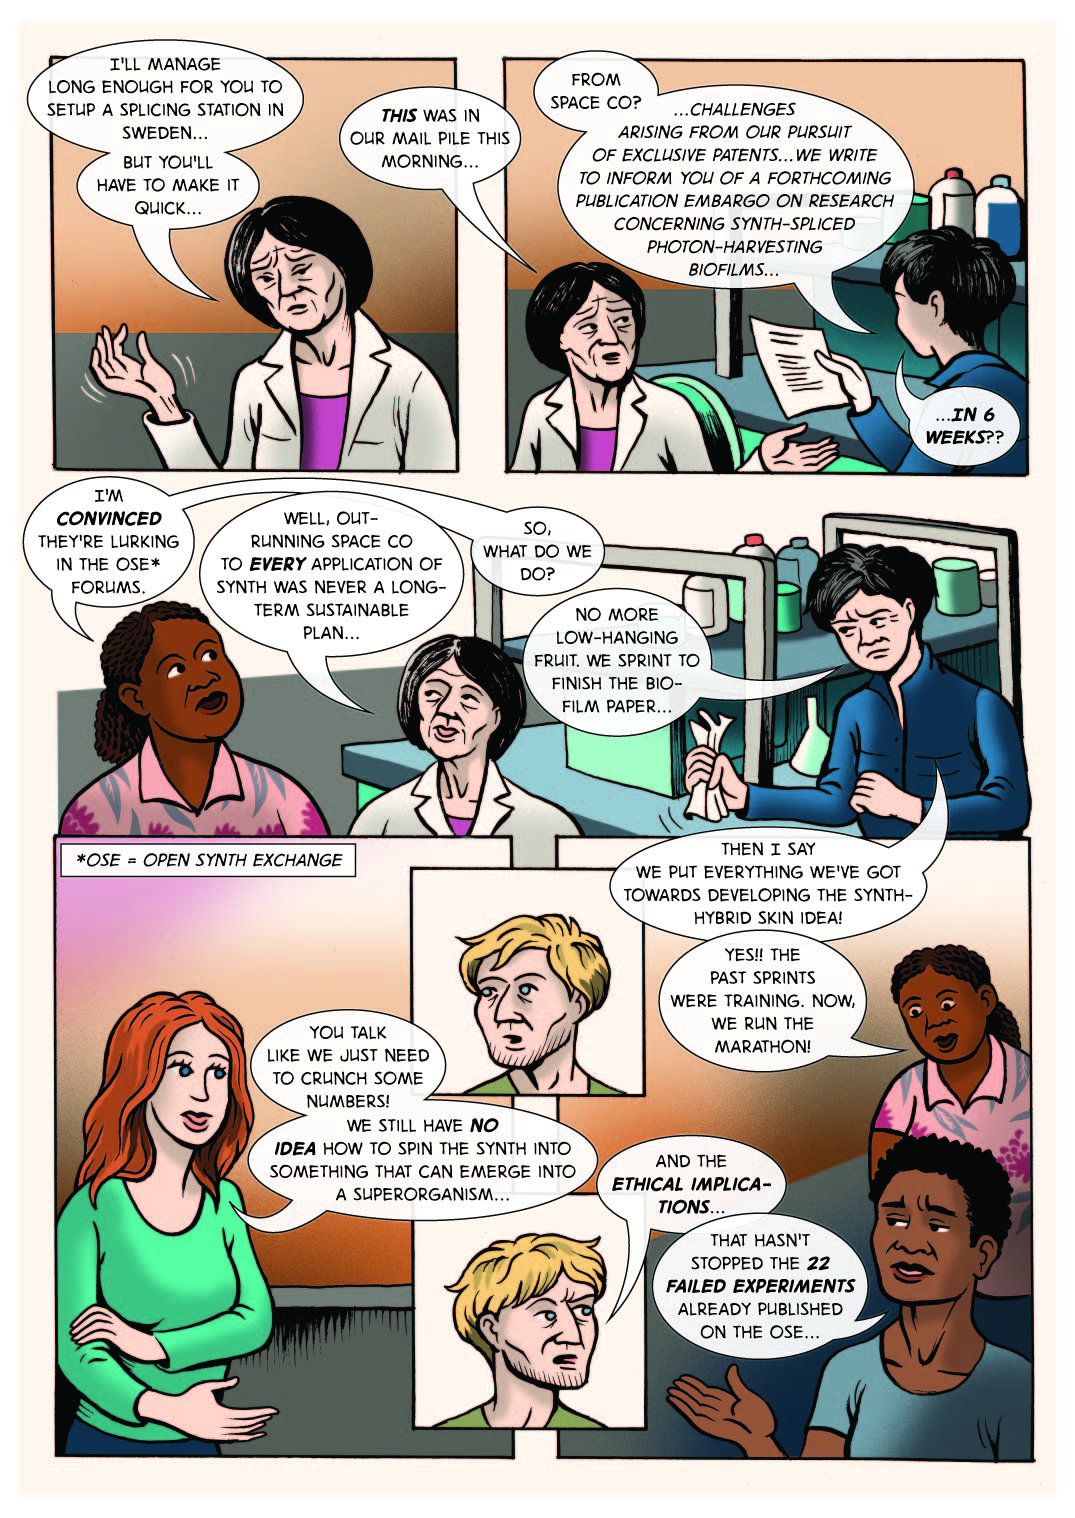 I'LL MANAGE
LONG ENOUGH FOR YOU TO
SETUP A SPLICING STATION IN
SWEDEN...
BUT YOU'LL
HAVE TO MAKE IT
QUICK...
THIS WAS IN
OUR MAIL PILE THIS
MORNING...
FROM
SPACE CO?
...CHALLENGES
ARISING FROM OUR PURSUIT
OF EXCLUSIVE PATENTS...WE WRITE
TO INFORM YOU OF A FORTHCOMING
PUBLICATION EMBARGO ON RESEARCH
CONCERNING SYNTH-SPLICED
PHOTON-HARVESTING
BIOFILMS...
...IN 6
WEEKS??
I'M
CONVINCED
THEY'RE LURKING
IN THE OSE*
FORUMS.
WELL, OUT-
RUNNING SPACE CO
TO EVERY APPLICATION OF
SYNTH WAS NEVER A LONG-
TERM SUSTAINABLE
PLAN...
SO,
WHAT DO WE
DO?
NO MORE
LOW-HANGING
FRUIT. WE SPRINT TO
FINISH THE BIO-
FILM PAPER...
THEN I SAY
WE PUT EVERYTHING WE'VE GOT
TOWARDS DEVELOPING THE SYNTH-
HYBRID SKIN IDEA!
*OSE = OPEN SYNTH EXCHANGE
YES!! THE
PAST SPRINTS
WERE TRAINING. NOW,
WE RUN THE
MARATHON!
YOU TALK
LIKE WE JUST NEED
TO CRUNCH SOME
NUMBERS!
WE STILL HAVE NO
IDEA HOW TO SPIN THE SYNTH INTO
SOMETHING THAT CAN EMERGE INTO
A SUPERORGANISM...
AND THE
ETHICAL IMPLICA-
TIONS...
THAT HASN'T
STOPPED THE 22
FAILED EXPERIMENTS
ALREADY PUBLISHED
ON THE OSE...